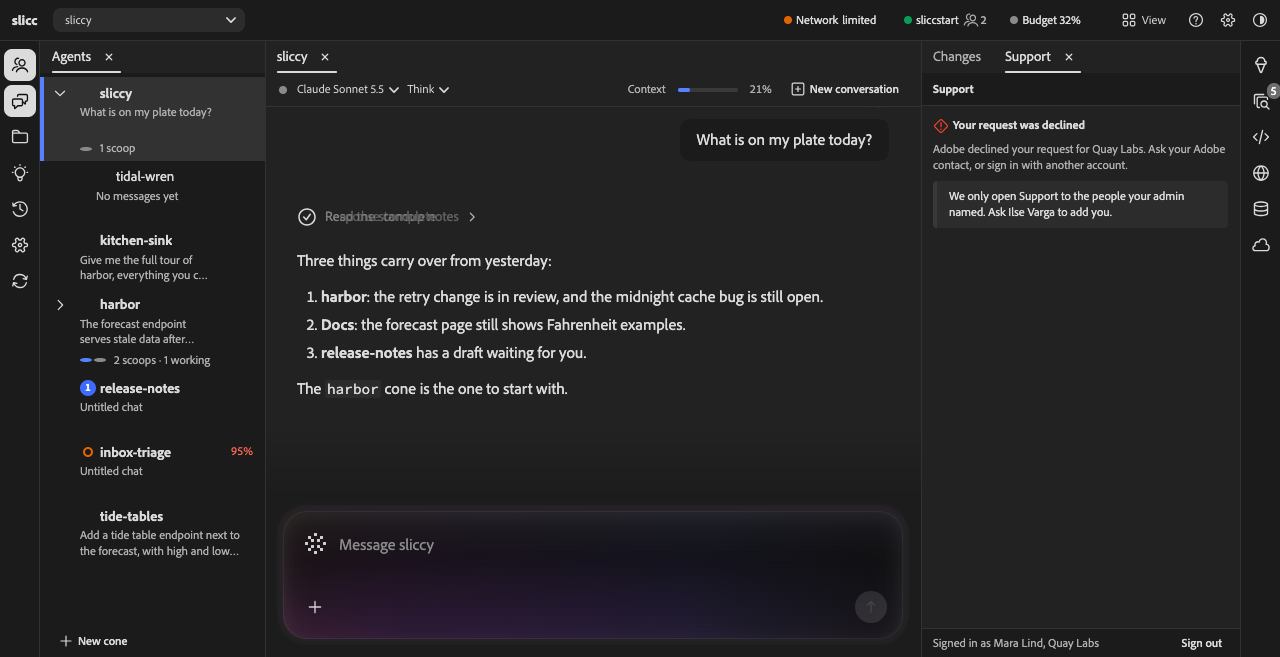 slicc
sliccy
Network limited
sliccstart
2
Budget 32%
View
Agents
sliccy
What is on my plate today?
1 scoop
tidal-wren
No messages yet
kitchen-sink
Give me the full tour of
harbor, everything you c...
harbor
The forecast endpoint
serves stale data after...
2 scoops · 1 working
1
release-notes
Untitled chat
inbox-triage
95%
Untitled chat
tide-tables
Add a tide table endpoint next to
the forecast, with high and low...
New cone
sliccy
Claude Sonnet 5.5
Think
Context
21%
New conversation
What is on my plate today?
notes
Three things carry over from yesterday:
1. harbor: the retry change is in review, and the midnight cache bug is still open.
2. Docs: the forecast page still shows Fahrenheit examples.
3. release-notes has a draft waiting for you.
The harbor cone is the one to start with.
Message sliccy
Changes
Support
Support
Your request was declined
Adobe declined your request for Quay Labs. Ask your Adobe
contact, or sign in with another account.
We only open Support to the people your admin
named. Ask Ilse Varga to add you.
Signed in as Mara Lind, Quay Labs
Sign out
5